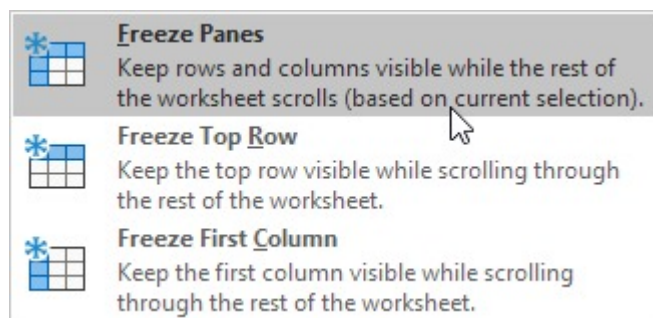 Freeze Panes
Keep rows and columns visible while the rest of
the worksheet scrolls (based on current selection).
Freeze Top Row
Keep the top row visible while scrolling through
the rest of the worksheet.
Freeze First Column
Keep the first column visible while scrolling
through the rest of the worksheet.